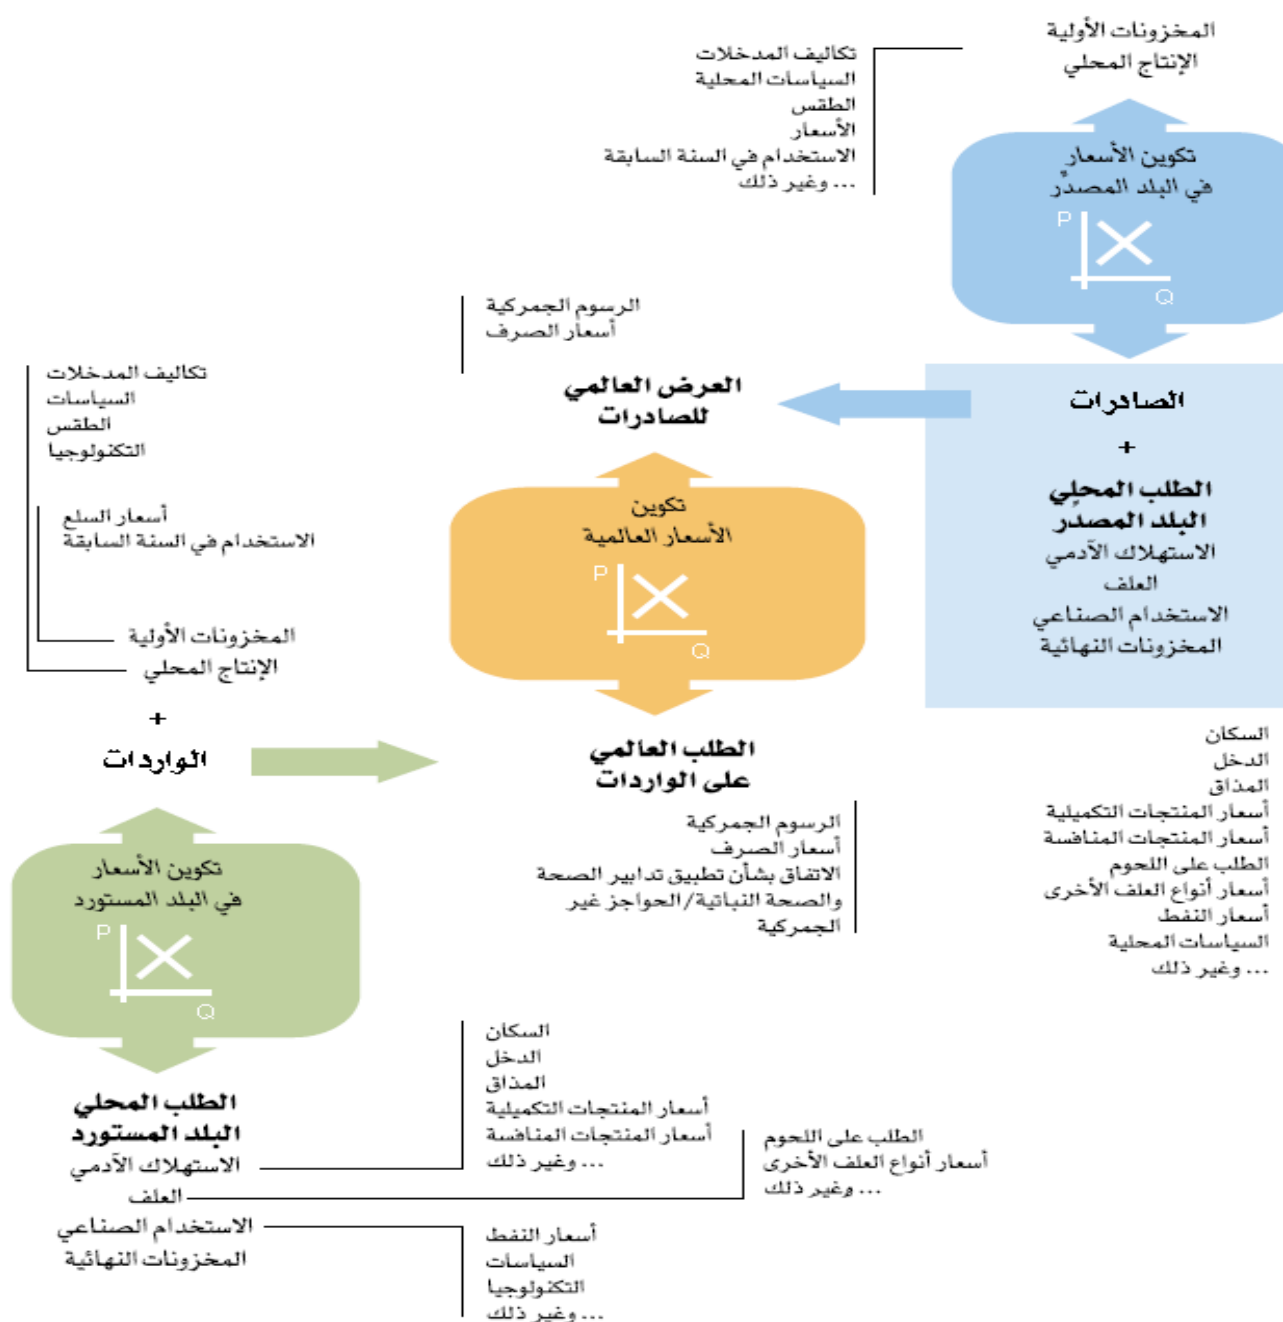 المخزونات الأولية
الإنتاج المحلي
تكاليف المدخلات
السياسات المحلية
الطقس
الأسعار
الاستخدام في السنة السابقة
... وغير ذلك
تكوين الأسعار
في البلد المصدِّر
P
Q
الصادرات
+
الطلب المحلي
البلد المصدر
الاستهلاك الآدمي
العلف
الاستخدام الصناعي
المخزونات النهائية
السكان
الدخل
المذاق
أسعار المنتجات التكميلية
أسعار المنتجات المنافسة
الطلب على اللحوم
أسعار أنواع العلف الأخرى
أسعار النفط
السياسات المحلية
... وغير ذلك
الرسوم الجمركية
أسعار الصرف
العرض العالمي
للصادرات
تكوين
الأسعار العالمية
P
Q
الطلب العالمي
على الواردات
الرسوم الجمركية
أسعار الصرف
الاتفاق بشأن تطبيق تدابير الصحة
والصحة النباتية/الحواجز غير
الجمركية
تكاليف المدخلات
السياسات
الطقس
التكنولوجيا
أسعار السلع
الاستخدام في السنة السابقة
المخزونات الأولية
الإنتاج المحلي
+
الواردات
تكوين الأسعار
في البلد المستورد
P
Q
الطلب المحلي
البلد المستورد
الاستهلاك الآدمي
العلف
الاستخدام الصناعي
المخزونات النهائية
السكان
الدخل
المذاق
أسعار المنتجات التكميلية
أسعار المنتجات المنافسة
... وغير ذلك
الطلب على اللحوم
أسعار أنواع العلف الأخرى
... وغير ذلك
أسعار النفط
السياسات
التكنولوجيا
... وغير ذلك